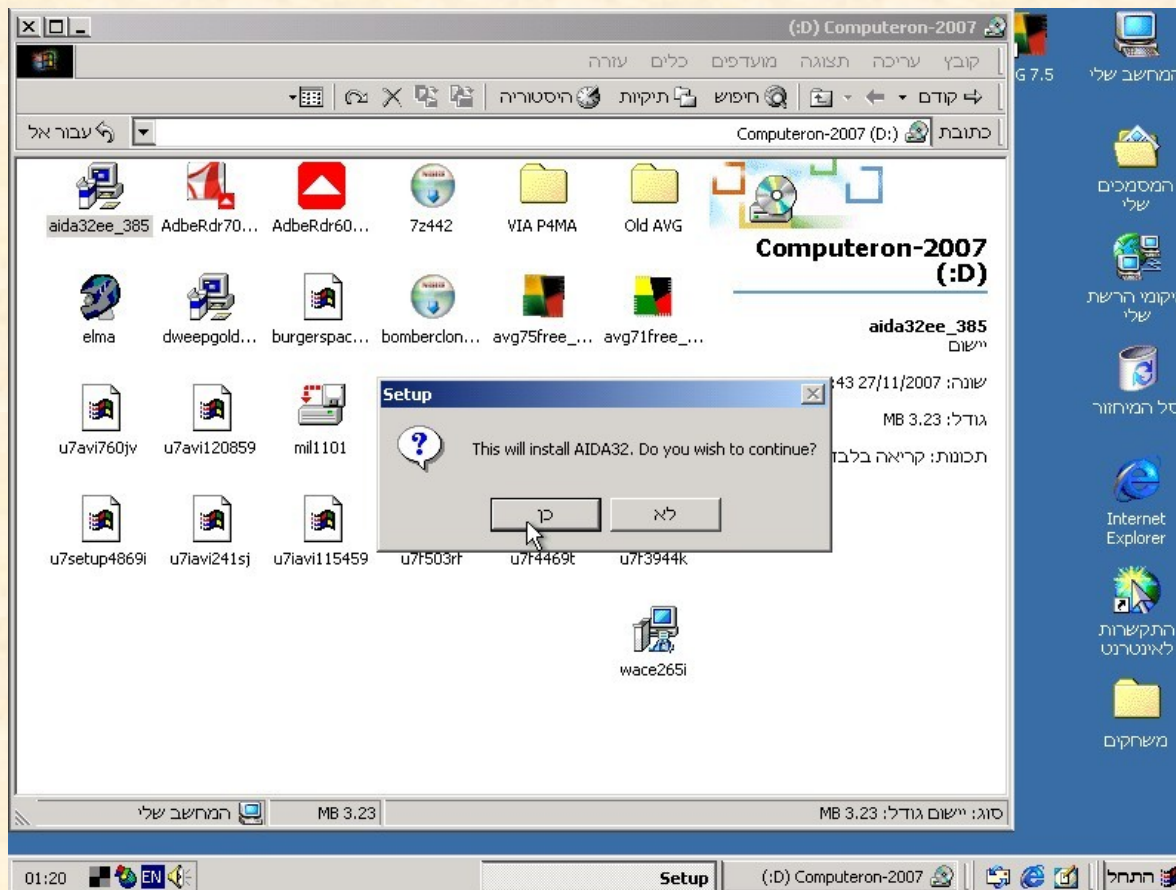 (:D) Computeron-2007
קובץ עריכה תצוגה מועדפים כלים עזרה
קודם חיפוש תיקיות היסטוריה
כתובת Computeron-2007 (D:) עבור אל
Computeron-2007 (:D)
aida32ee_385
יישום
שונה: 27/11/2007 :43
גודל: 3.23 MB
תכונות: קריאה בלבד
aida32ee_385 AdbeRdr70... AdbeRdr60... 7z442 VIA P4MA Old AVG
elma dweepgold... burgerspac... bomberclon... avg75free_... avg71free_...
u7avi760jv u7avi120859 mil1101
u7setup4869i u7iavi241sj u7iavi115459 u7f503rf u7f4469t u7f3944k
wace265i
Setup
This will install AIDA32. Do you wish to continue?
כן לא
סוג: יישום גודל: 3.23 MB
3.23 MB
המחשב שלי
G 7.5
המחשב שלי
המסמכים שלי
יקומי הרשת שלי
סל המיחזור
Internet Explorer
התקשרות לאינטרנט
משחקים
התחל
(:D) Computeron-2007
Setup
EN
01:20